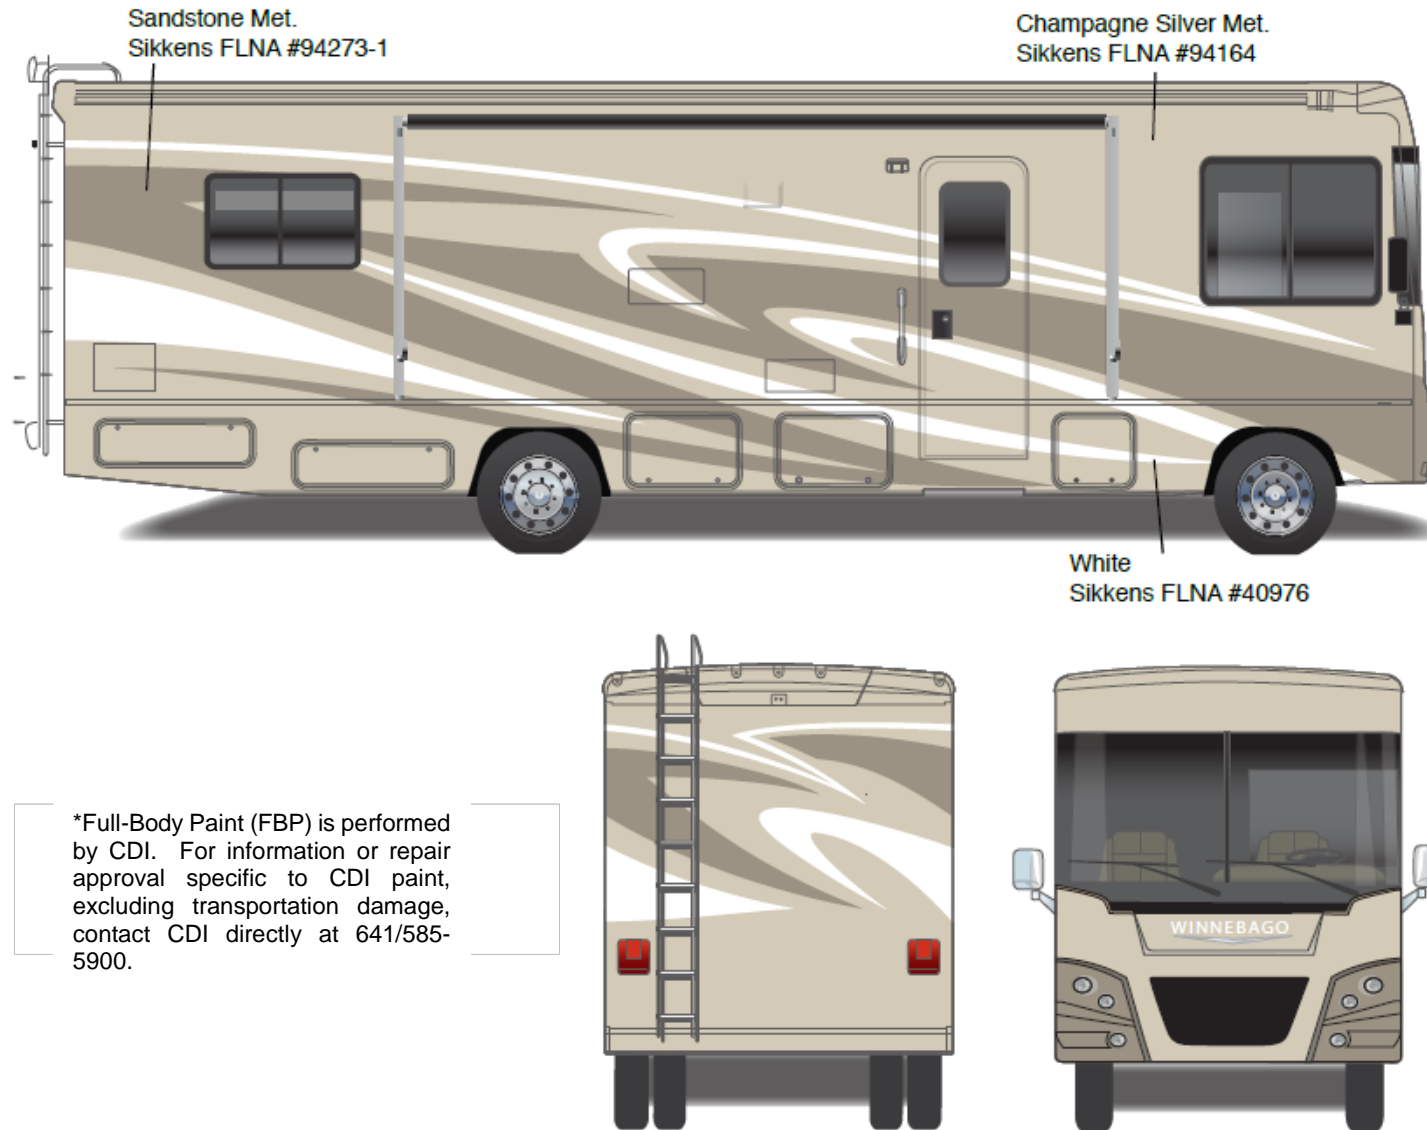 Sandstone Met.
Sikkens FLNA #94273-1
Champagne Silver Met.
Sikkens FLNA #94164
White
Sikkens FLNA #40976
*Full-Body Paint (FBP) is performed
by CDI. For information or repair
approval specific to CDI paint,
excluding transportation damage,
contact CDI directly at 641/585-
5900.
WINNEBAGO